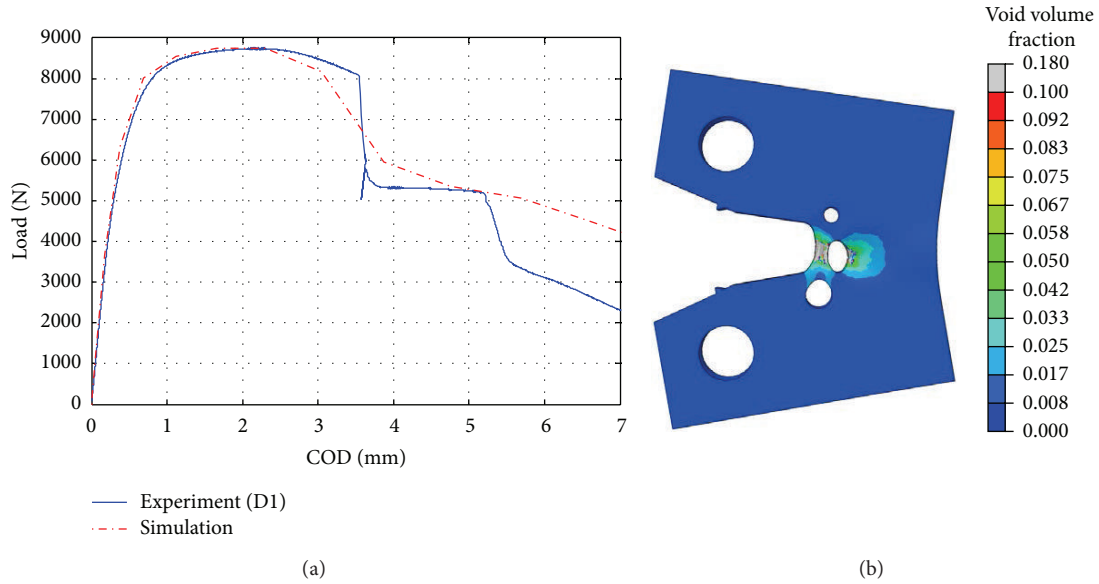 9000
8000
7000
6000
5000
4000
3000
2000
1000
0
Load (N)
0 1 2 3 4 5 6 7
COD (mm)
Experiment (D1)
Simulation
(a)
Void volume
fraction
0.180
0.100
0.092
0.083
0.075
0.067
0.058
0.050
0.042
0.033
0.025
0.017
0.008
0.000
(b)